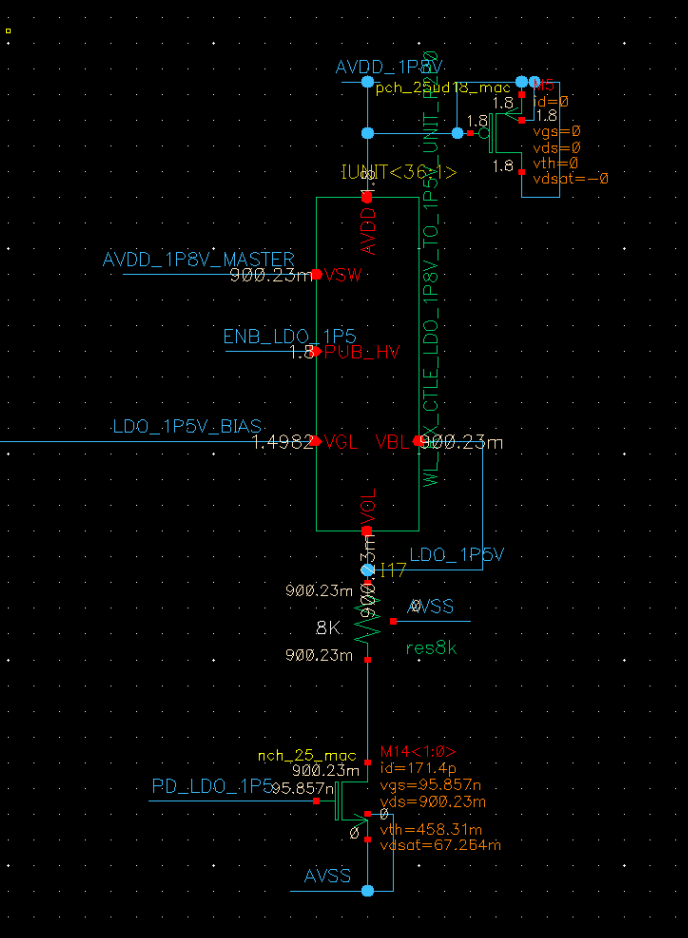 AVDD_1P8V
pch_25ud18_mac
M5
1.8
id=0
1.8
1.8
vgs=0
vds=0
1.8
vth=0
vdsat=-0
IUNIT<36:1>
1.8
AVDD
AVDD_1P8V_MASTER
900.23m
VSW
ENB_LDO_1P5
1.8
PUB_HV
LDO_1P5V_BIAS
1.4982
VGL
VBL
900.23m
VOL
900.23m
LDO_1P5V
I17
900.23m
0
AVSS
8K
res8k
900.23m
nch_25_mac
M14<1:0>
900.23m
id=171.4p
PD_LDO_1P5
95.857n
vgs=95.857n
vds=900.23m
0
0
vth=458.31m
vdsat=67.264m
AVSS